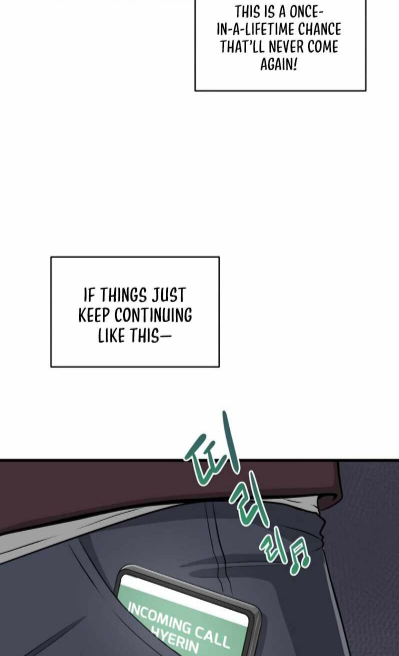 THIS IS A ONCE-
IN-A-LIFETIME CHANCE
THAT'LL NEVER COME
AGAIN!
IF THINGS JUST
KEEP CONTINUING
LIKE THIS—
띠
리
리♬
INCOMING CALL
HYERIN